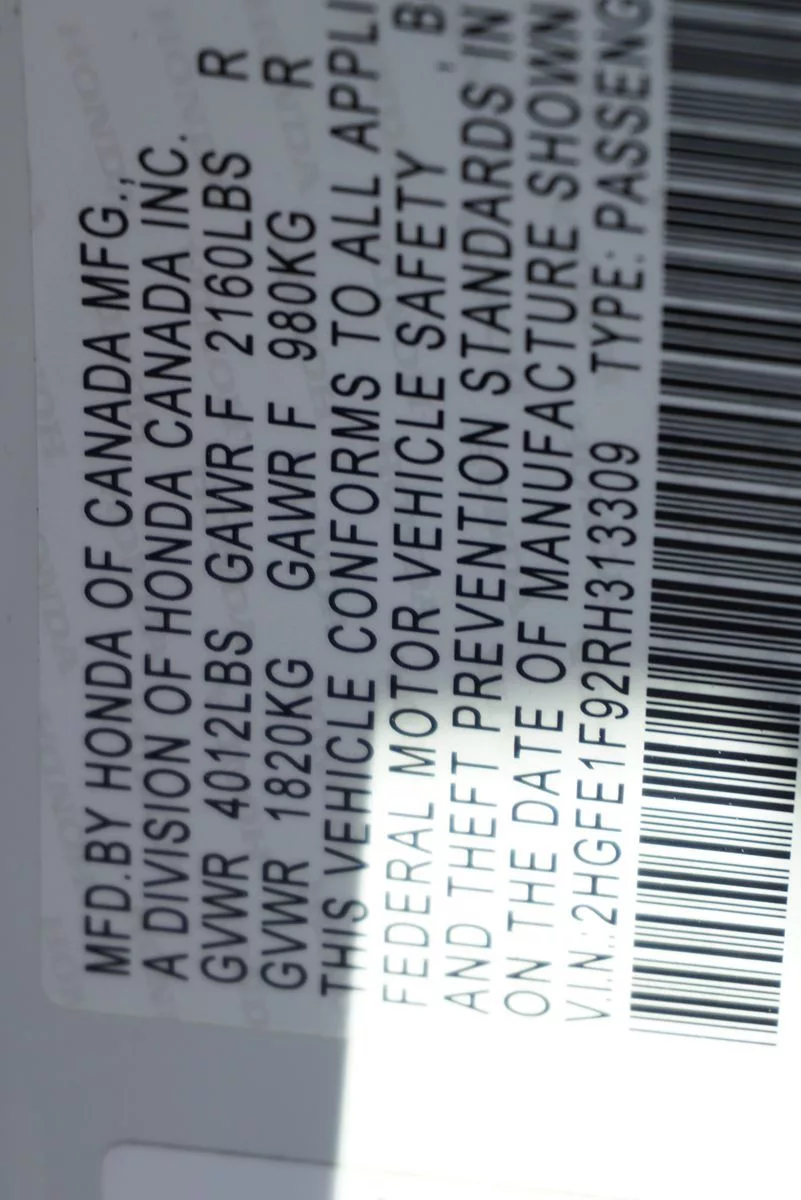 MFD.BY HONDA OF CANADA MFG.,
A DIVISION OF HONDA CANADA INC.
GVWR 4012LBS GAWR F 2160LBS R
GVWR 1820KG GAWR F 980KG R
THIS VEHICLE CONFORMS TO ALL APPLI
FEDERAL MOTOR VEHICLE SAFETY , B
AND THEFT PREVENTION STANDARDS IN
ON THE DATE OF MANUFACTURE SHOWN
V.I.N.:2HGFE1F92RH313309 TYPE: PASSENG